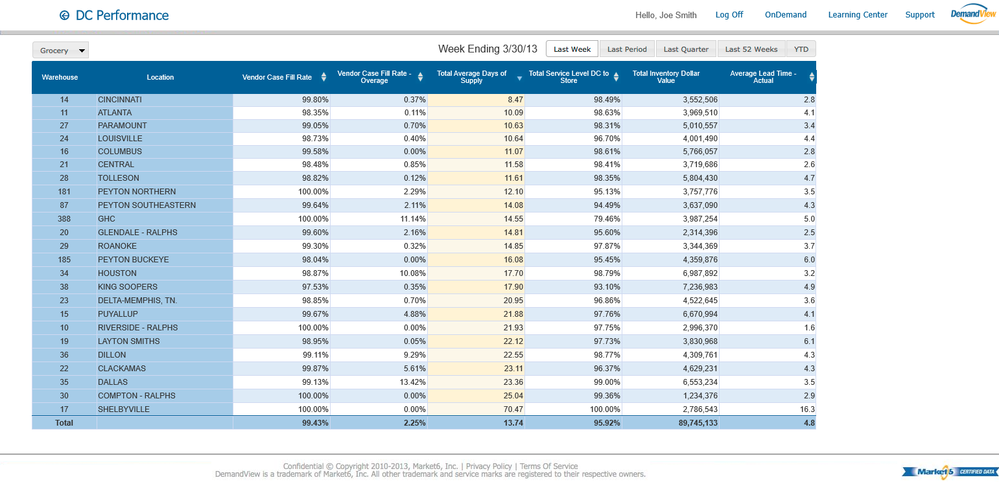 DC Performance
Hello, Joe Smith Log Off OnDemand Learning Center Support DemandView
Grocery Week Ending 3/30/13 Last Week Last Period Last Quarter Last 52 Weeks YTD
Warehouse Location Vendor Case Fill Rate Vendor Case Fill Rate - Overage Total Average Days of Supply Total Service Level DC to Store Total Inventory Dollar Value Average Lead Time - Actual
14 CINCINNATI 99.80% 0.37% 8.47 98.49% 3,552,506 2.8
11 ATLANTA 98.35% 0.11% 10.09 98.63% 3,969,510 4.1
27 PARAMOUNT 99.05% 0.70% 10.63 98.31% 5,010,557 3.4
24 LOUISVILLE 98.73% 0.40% 10.64 96.70% 4,001,490 4.4
16 COLUMBUS 99.58% 0.00% 11.07 98.61% 5,766,057 2.8
21 CENTRAL 98.48% 0.85% 11.58 98.41% 3,719,686 2.6
28 TOLLESON 98.82% 0.12% 11.61 98.35% 5,804,430 4.7
181 PEYTON NORTHERN 100.00% 2.29% 12.10 95.13% 3,757,776 3.5
87 PEYTON SOUTHEASTERN 99.64% 2.11% 14.08 94.49% 3,637,090 4.3
388 GHC 100.00% 11.14% 14.55 79.46% 3,987,254 5.0
20 GLENDALE - RALPHS 99.60% 2.16% 14.81 95.60% 2,314,396 2.5
29 ROANOKE 99.30% 0.32% 14.85 97.87% 3,344,369 3.7
185 PEYTON BUCKEYE 98.04% 0.00% 16.08 95.45% 4,359,876 6.0
34 HOUSTON 98.87% 10.08% 17.70 98.79% 6,987,892 3.2
38 KING SOOPERS 97.53% 0.35% 17.90 93.10% 7,236,983 4.9
23 DELTA-MEMPHIS, TN. 98.85% 0.70% 20.95 96.86% 4,522,645 3.6
15 PUYALLUP 99.67% 4.88% 21.88 97.76% 6,670,994 4.1
10 RIVERSIDE - RALPHS 100.00% 0.00% 21.93 97.75% 2,996,370 1.6
19 LAYTON SMITHS 98.95% 0.05% 22.12 97.73% 3,830,968 6.1
36 DILLON 99.11% 9.29% 22.55 98.77% 4,309,761 4.3
22 CLACKAMAS 99.87% 5.61% 23.11 96.37% 4,629,231 4.3
35 DALLAS 99.13% 13.42% 23.36 99.00% 6,553,234 3.5
30 COMPTON - RALPHS 100.00% 0.00% 25.04 99.36% 1,234,376 2.9
17 SHELBYVILLE 100.00% 0.00% 70.47 100.00% 2,786,543 16.3
Total 99.43% 2.25% 13.74 95.92% 89,745,133 4.8
Confidential © Copyright 2010-2013, Market6, Inc. | Privacy Policy | Terms Of Service
DemandView is a trademark of Market6, Inc. All other trademark and service marks are registered to their respective owners.
Market6 CERTIFIED DATA